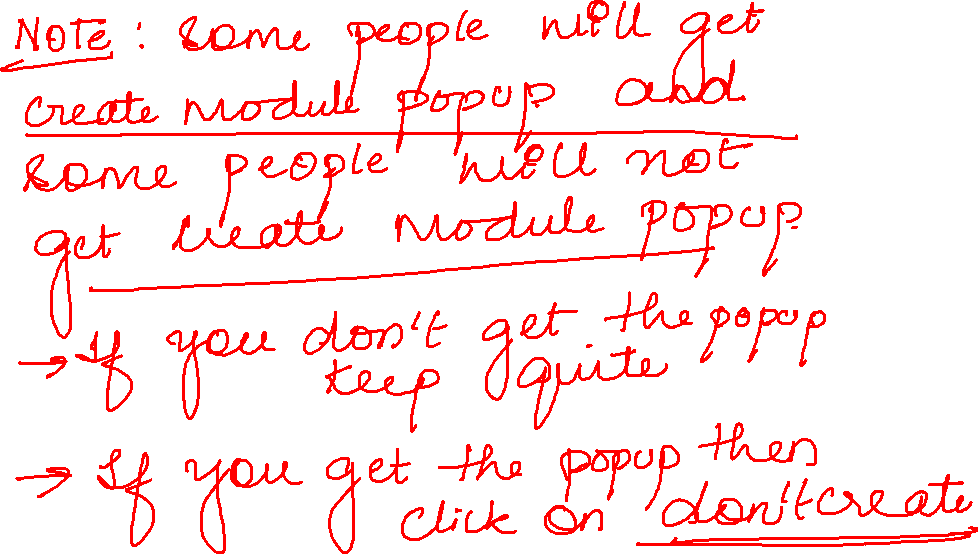 NOTE: Some people will get
create module popup and
some people will not
get create module popup
→ If you don't get the popup
keep quite
→ If you get the popup then
click on don't create